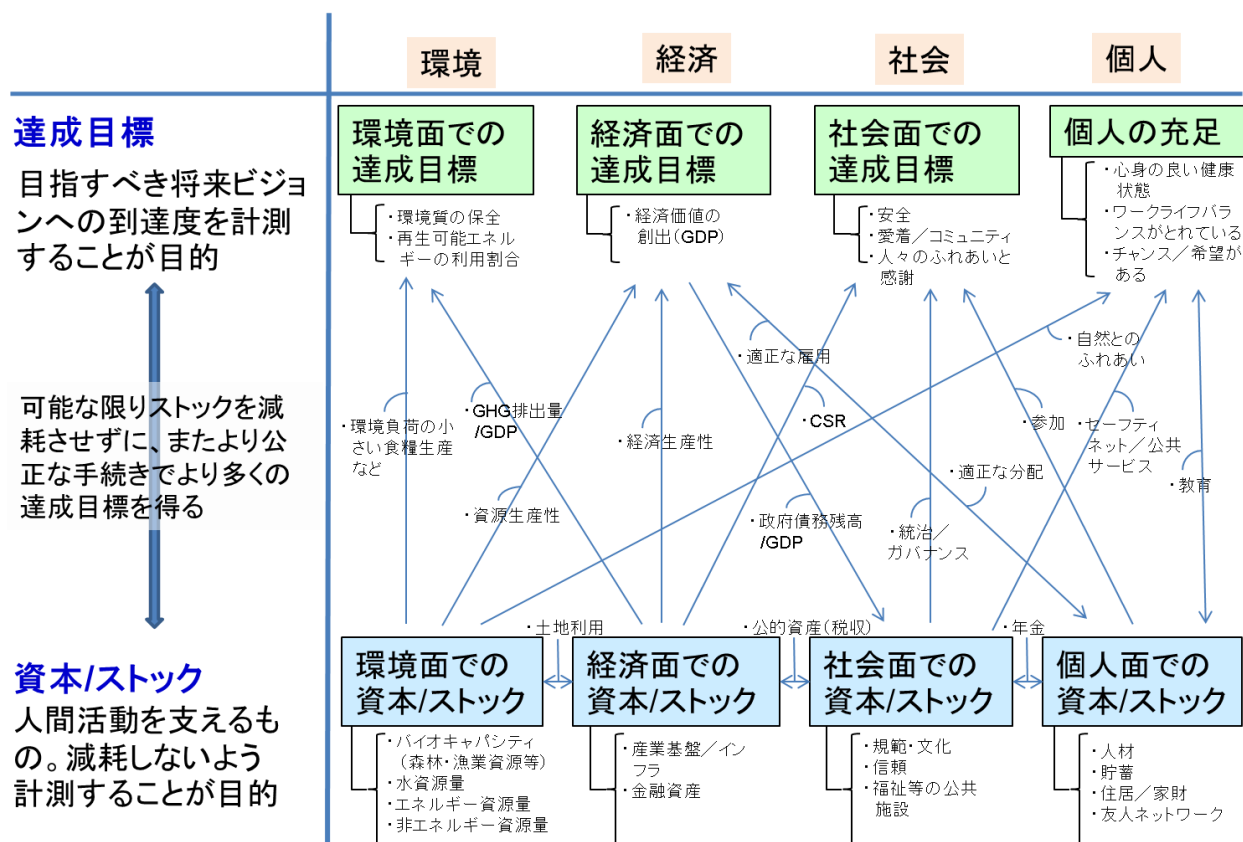 環境
経済
社会
個人
達成目標
目指すべき将来ビジョ
ンへの到達度を計測
することが目的
環境面での
達成目標
・環境質の保全
・再生可能エネル
ギーの利用割合
経済面での
達成目標
・経済価値の
創出(GDP)
社会面での
達成目標
・安全
・愛着／コミュニティ
・人々のふれあいと
感謝
個人の充足
・心身の良い健康
状態
・ワークライフバラ
ンスがとれている
・チャンス／希望が
ある
可能な限りストックを減
耗させずに、またより公
正な手続きでより多くの
達成目標を得る
・環境負荷の小
さい食糧生産
など
・GHG排出量
/GDP
・資源生産性
・経済生産性
・適正な雇用
・CSR
・政府債務残高
/GDP
・統治／
ガバナンス
・適正な分配
・参加
・自然との
ふれあい
・セーフティ
ネット／公共
サービス
・教育
・土地利用
・公的資産(税収)
・年金
資本/ストック
人間活動を支えるも
の。減耗しないよう
計測することが目的
環境面での
資本/ストック
・バイオキャパシティ
（森林・漁業資源等）
・水資源量
・エネルギー資源量
・非エネルギー資源量
経済面での
資本/ストック
・産業基盤／イン
フラ
・金融資産
社会面での
資本/ストック
・規範・文化
・信頼
・福祉等の公共
施設
個人面での
資本/ストック
・人材
・貯蓄
・住居／家財
・友人ネットワーク